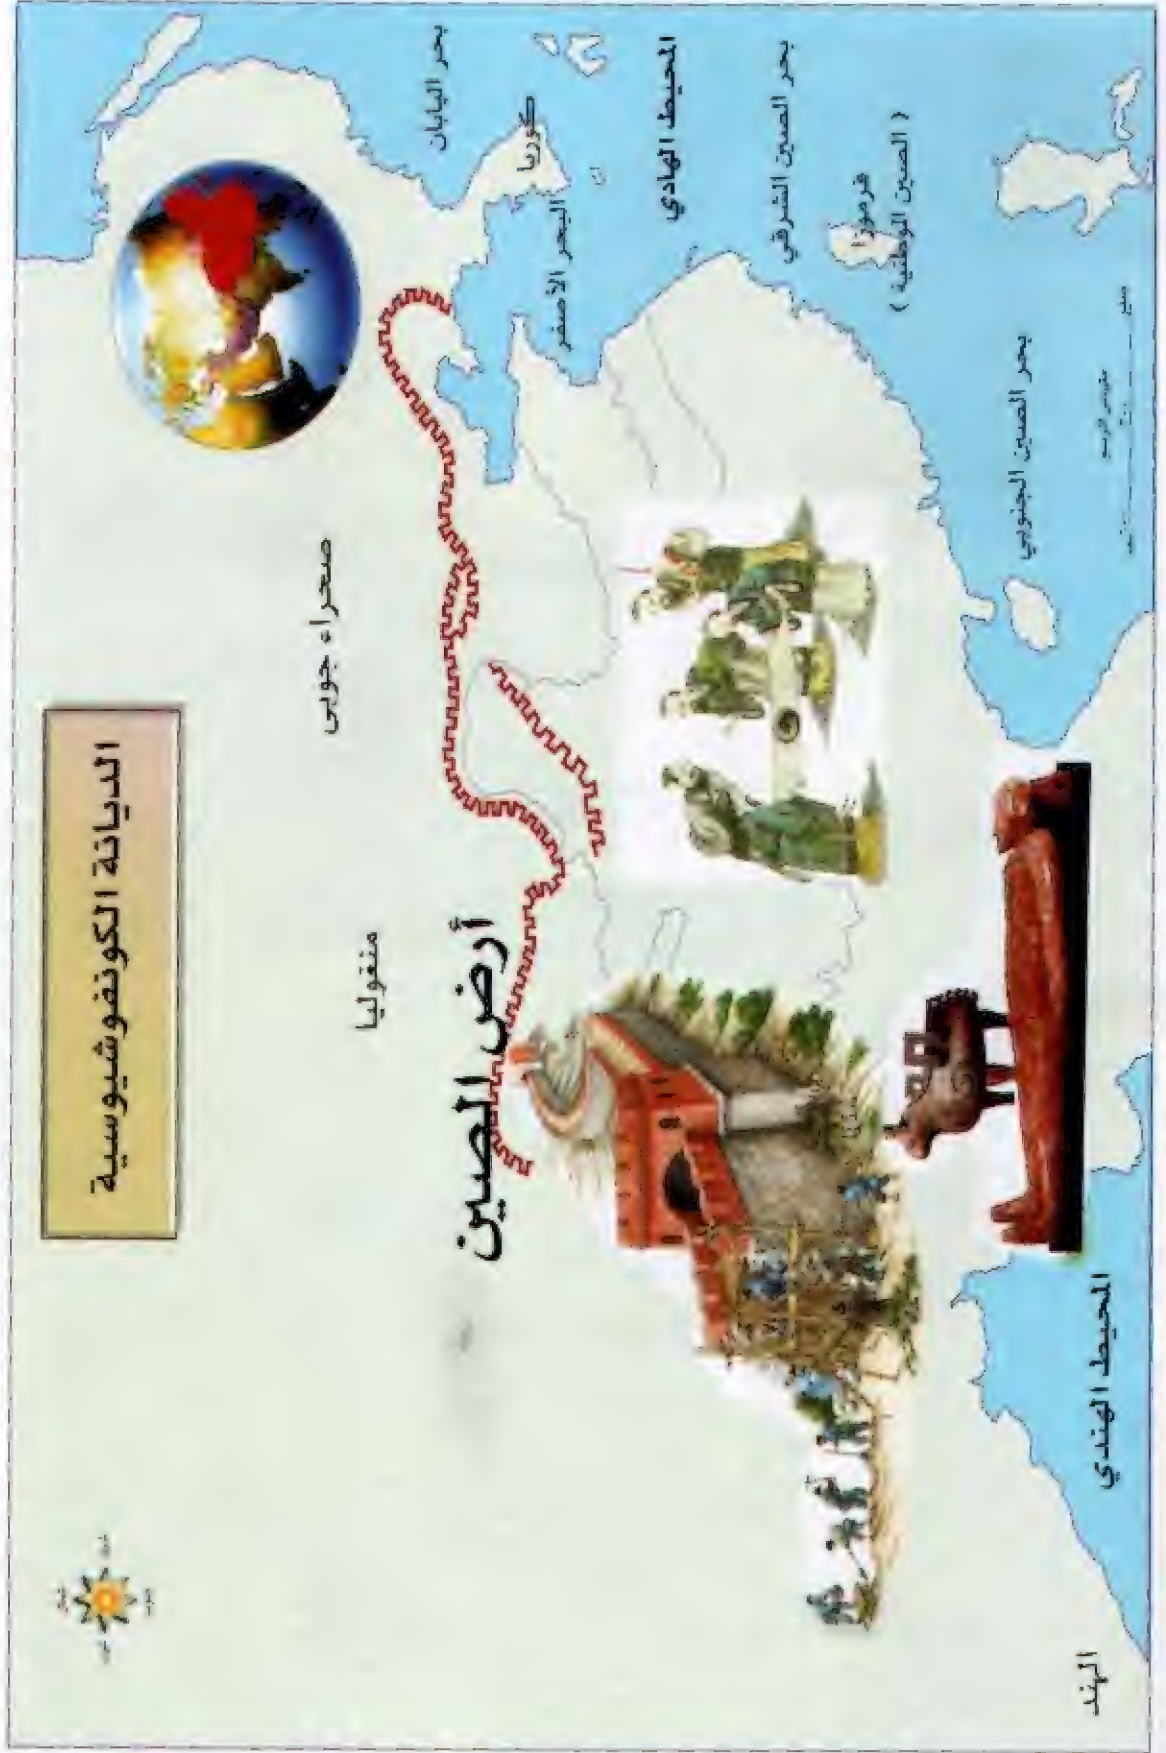 الديانة الكونفوشيوسية
صحراء جوبى
منغوليا
أرض الصين
بحر اليابان
كوريا
البحر الأصفر
المحيط الهادي
بحر الصين الشرقي
فرموزا
( الصين الوطنية )
بحر الصين الجنوبي
المحيط الهندي
الهند